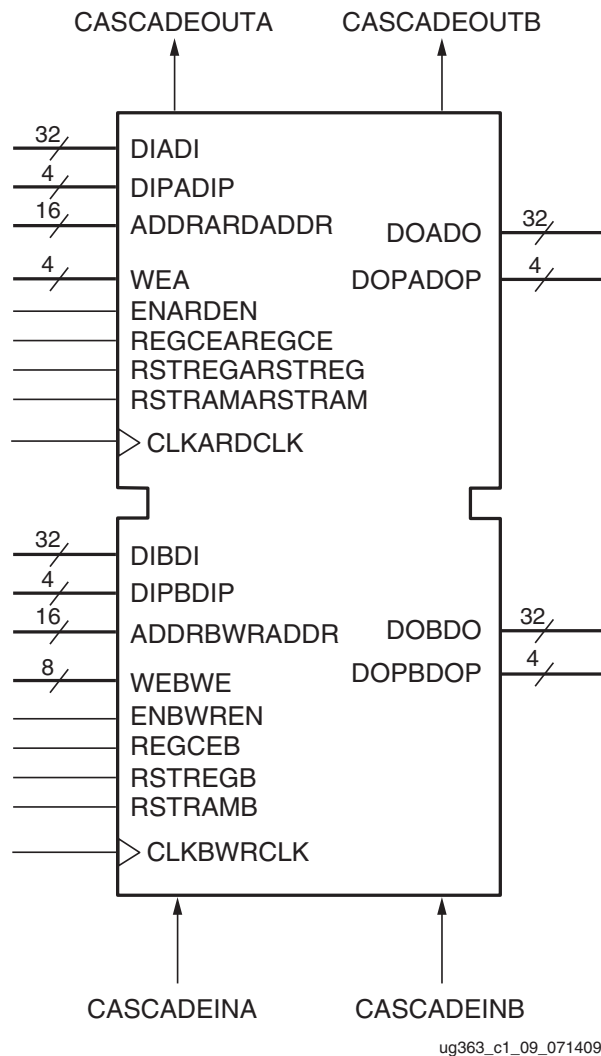 CASCADEOUTA CASCADEOUTB
32 DIADI
4 DIPADIP
16 ADDRARDADDR
DOADO 32
4 WEA
DOPADOP 4
ENARDEN
REGCEAREGCE
RSTREGARSTREG
RSTRAMARSTRAM
CLKARDCLK
32 DIBDI
4 DIPBDIP
16 ADDRBWRADDR
DOBDO 32
8 WEBWE
DOPBDOP 4
ENBWREN
REGCEB
RSTREGB
RSTRAMB
CLKBWRCLK
CASCADEINA CASCADEINB
ug363_c1_09_071409